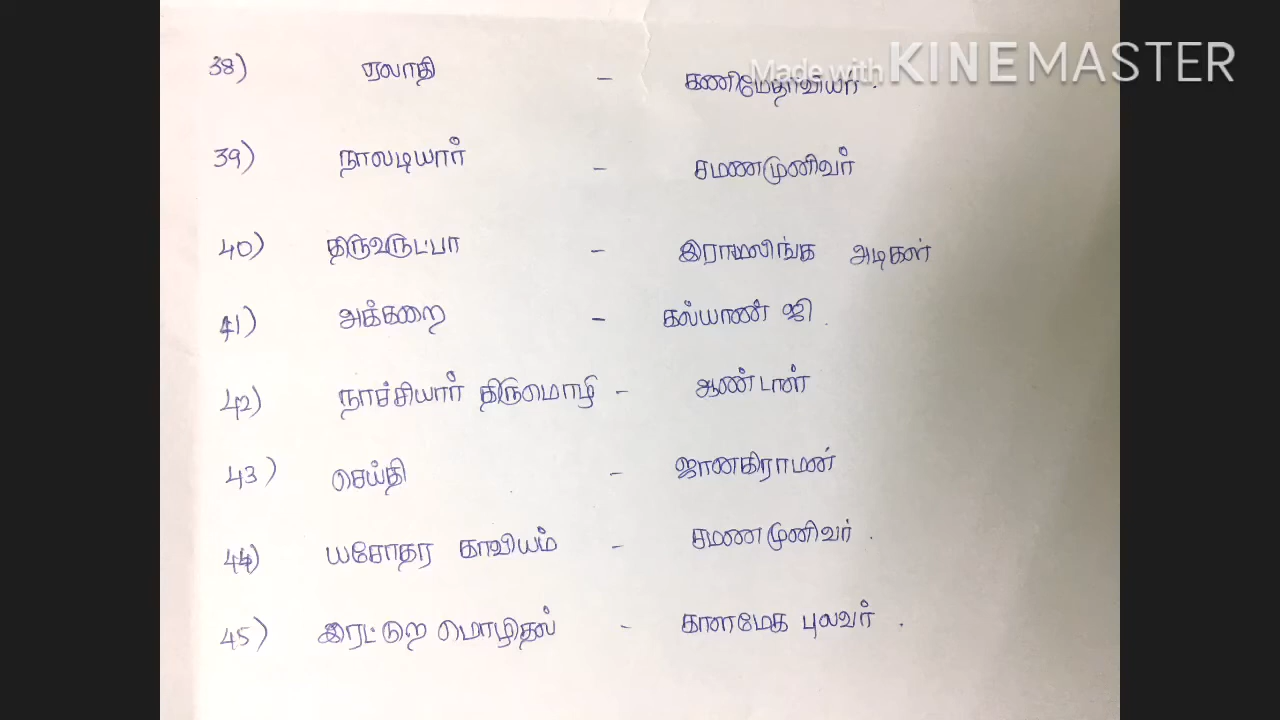 Made with KINEMASTER
38) ஏலாதி - கணிமேதாவியர் .
39) நாலடியார் - சமணமுனிவர்
40) திருவருட்பா - இராமலிங்க அடிகள்
41) அக்கறை - கல்யாண் ஜி .
42) நாச்சியார் திருமொழி - ஆண்டாள்
43) செய்தி - ஜானகிராமன்
44) யசோதர காவியம் - சமணமுனிவர் .
45) இரட்டுற மொழிதல் - காளமேக புலவர் .